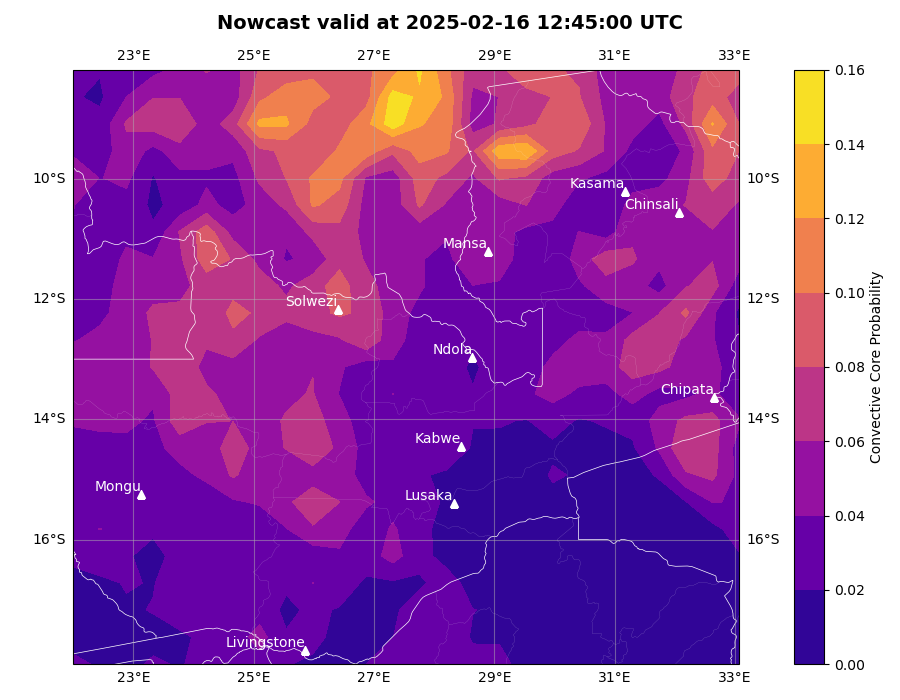 Nowcast valid at 2025-02-16 12:45:00 UTC
23°E 25°E 27°E 29°E 31°E 33°E
0.16
0.14
10°S Kasama 10°S
Chinsali
0.12
Mansa
12°S Solwezi 12°S
0.10
Ndola
0.08
Chipata
14°S 14°S
Kabwe
0.06
Mongu Lusaka
0.04
16°S 16°S
0.02
Livingstone
0.00
23°E 25°E 27°E 29°E 31°E 33°E
Convective Core Probability